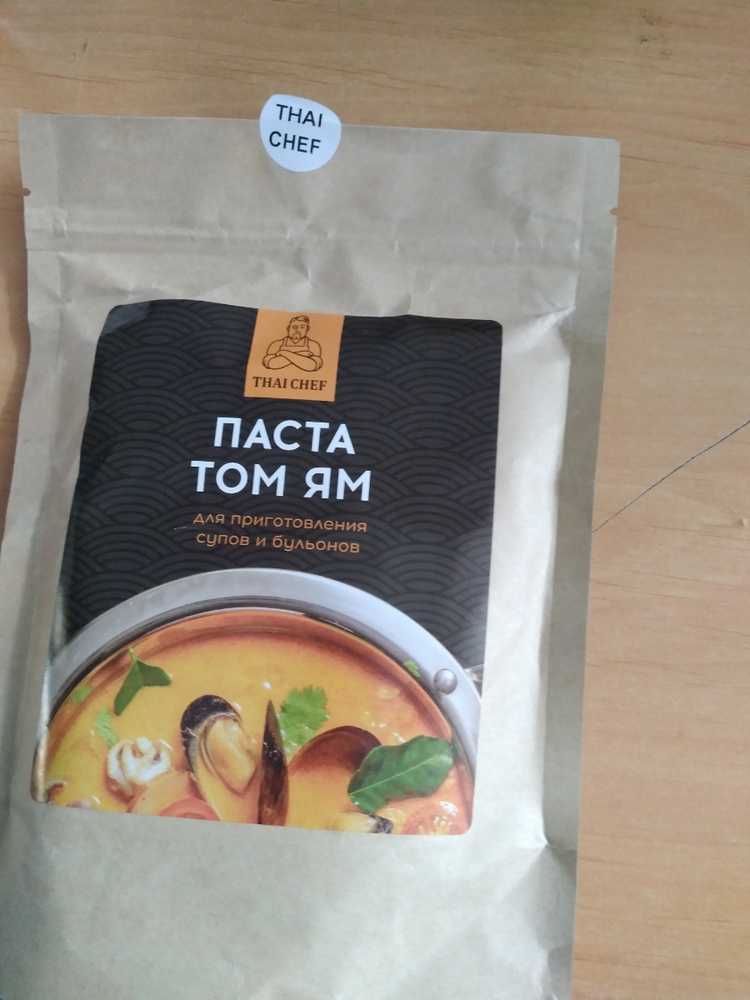 THAI
CHEF
THAI CHEF
ПАСТА
ТОМ ЯМ
для приготовления
супов и бульонов